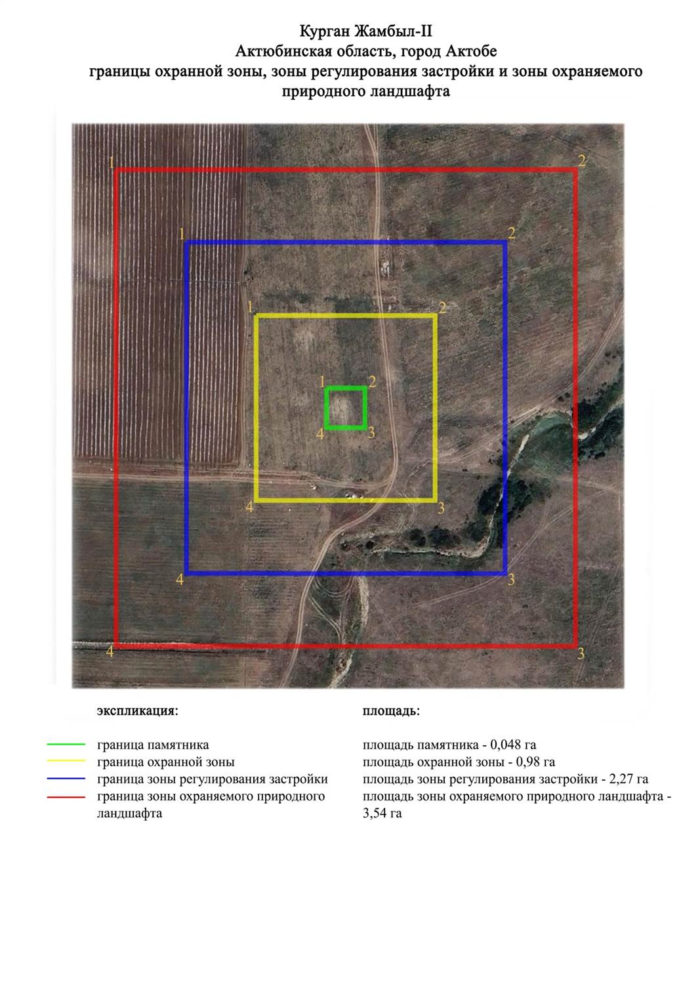 Курган Жамбыл-II
Актюбинская область, город Актобе
границы охранной зоны, зоны регулирования застройки и зоны охраняемого
природного ландшафта
1
2
1
2
1
2
1
2
4
3
4
3
4
3
4
3
экспликация:
площадь:
граница памятника
площадь памятника - 0,048 га
граница охранной зоны
площадь охранной зоны - 0,98 га
граница зоны регулирования застройки
площадь зоны регулирования застройки - 2,27 га
граница зоны охраняемого природного
площадь зоны охраняемого природного ландшафта -
ландшафта
3,54 га